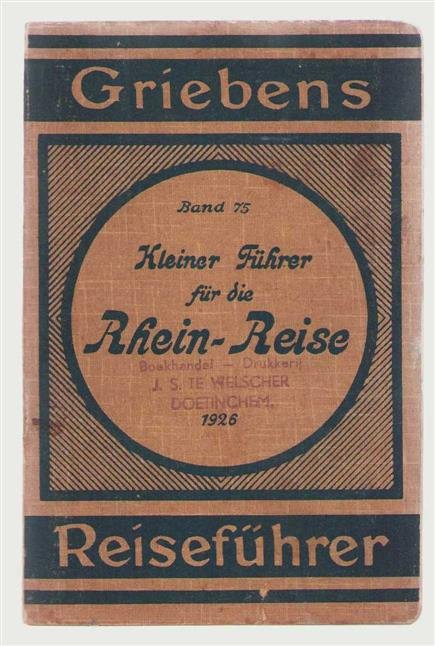 Griebens
Band 75
Kleiner Führer
für die
Rhein-Reise
Boekhandel — Drukkerij
J. S. TE WELSCHER
DOETINCHEM.
1926
Reiseführer